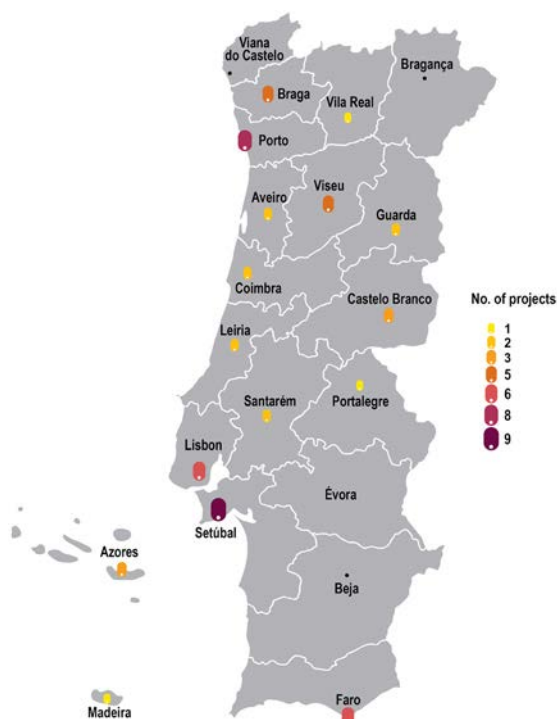 Viana
do Castelo
Bragança
Braga
Vila Real
Porto
Viseu
Aveiro
Guarda
Coimbra
Castelo Branco
No. of projects
1
2
3
5
6
8
9
Leiria
Santarém
Portalegre
Lisbon
Évora
Setúbal
Azores
Beja
Faro
Madeira